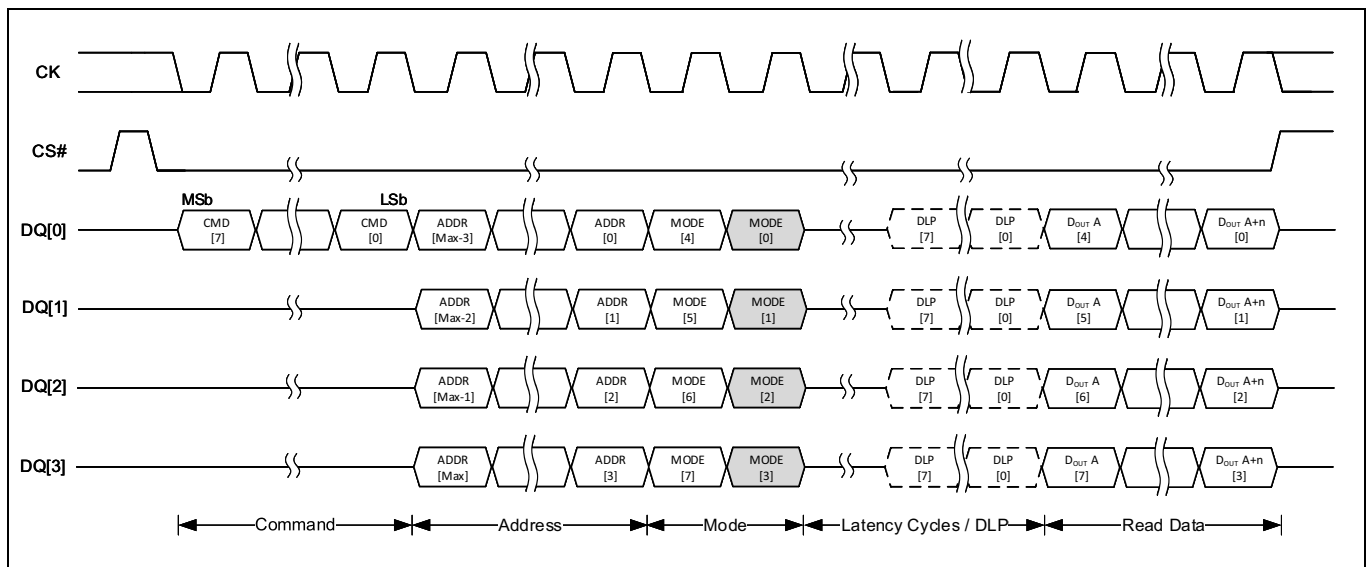 CK
CS#
MSb LSb
DQ[0] CMD [7] CMD [0] ADDR [Max-3] ADDR [0] MODE [4] MODE [0] DLP [7] DLP [0] DOUT A [4] DOUT A+n [0]
DQ[1] ADDR [Max-2] ADDR [1] MODE [5] MODE [1] DLP [7] DLP [0] DOUT A [5] DOUT A+n [1]
DQ[2] ADDR [Max-1] ADDR [2] MODE [6] MODE [2] DLP [7] DLP [0] DOUT A [6] DOUT A+n [2]
DQ[3] ADDR [Max] ADDR [3] MODE [7] MODE [3] DLP [7] DLP [0] DOUT A [7] DOUT A+n [3]
Command Address Mode Latency Cycles / DLP Read Data